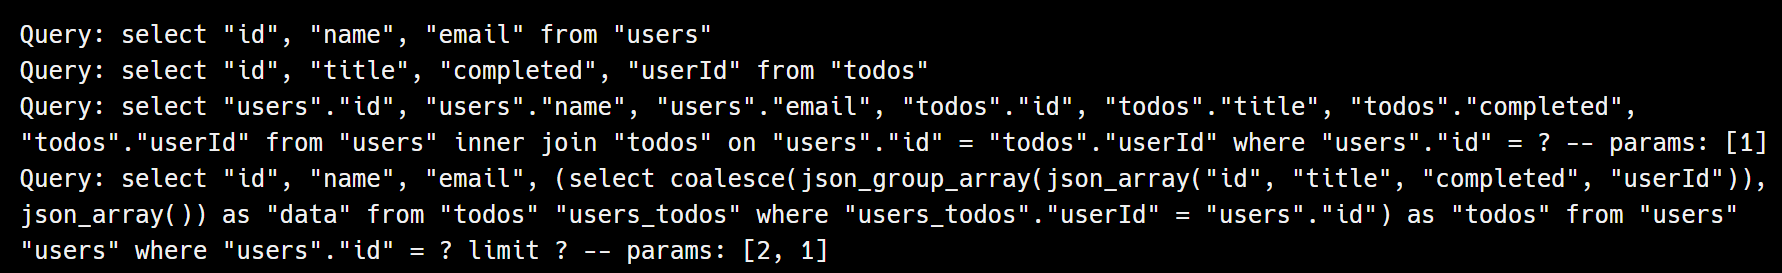 Query: select "id", "name", "email" from "users"
Query: select "id", "title", "completed", "userId" from "todos"
Query: select "users"."id", "users"."name", "users"."email", "todos"."id", "todos"."title", "todos"."completed",
"todos"."userId" from "users" inner join "todos" on "users"."id" = "todos"."userId" where "users"."id" = ? -- params: [1]
Query: select "id", "name", "email", (select coalesce(json_group_array(json_array("id", "title", "completed", "userId")),
json_array()) as "data" from "todos" "users_todos" where "users_todos"."userId" = "users"."id") as "todos" from "users"
"users" where "users"."id" = ? limit ? -- params: [2, 1]